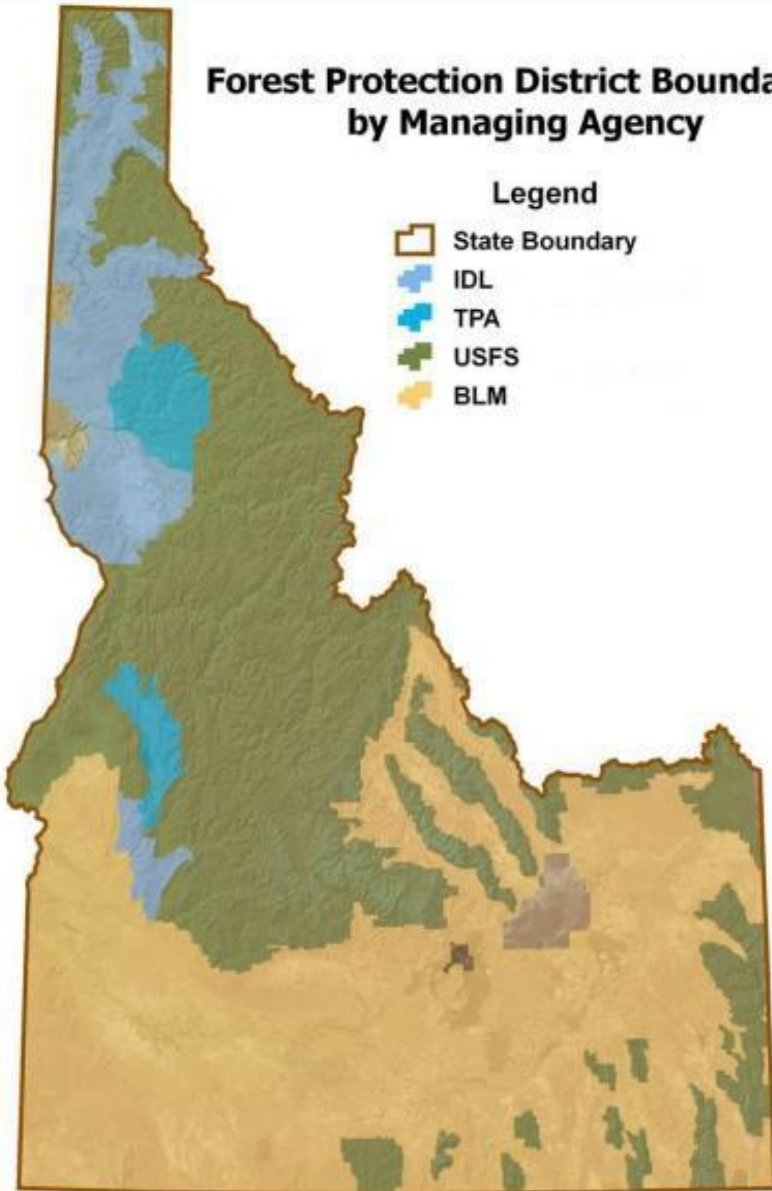 Forest Protection District Bounda
by Managing Agency
Legend
State Boundary
IDL
TPA
USFS
BLM